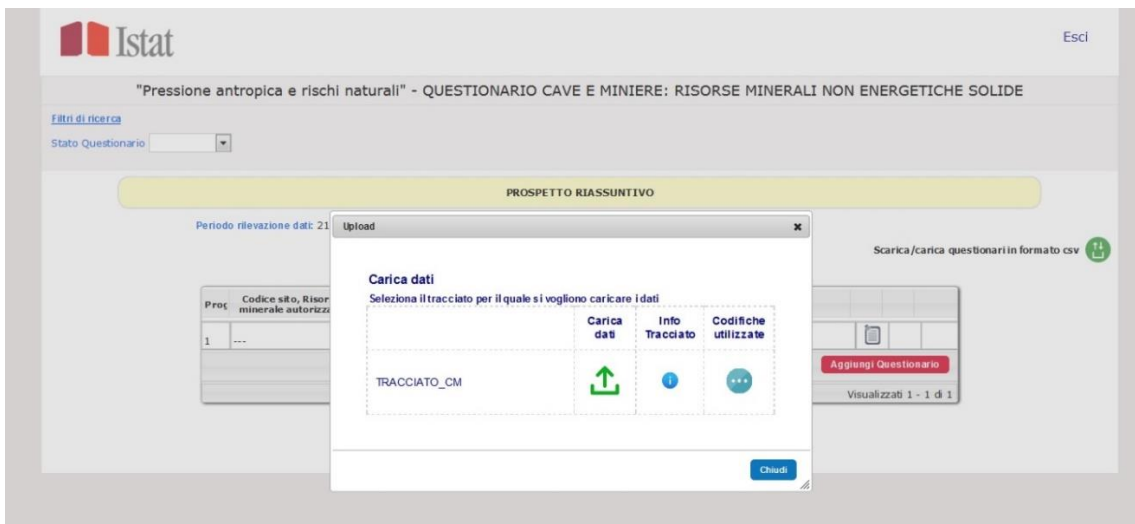 Istat
Esci
"Pressione antropica e rischi naturali" - QUESTIONARIO CAVE E MINIERE: RISORSE MINERALI NON ENERGETICHE SOLIDE
Filtri di ricerca
Stato Questionario
PROSPETTO RIASSUNTIVO
Periodo rilevazione dati: 21
Upload
Scarica/carica questionari in formato csv
Carica dati
Seleziona il tracciato per il quale si vogliono caricare i dati
Prog
Codice sito, Risor
minerale autorizza
Carica dati
Info Tracciato
Codifiche utilizzate
1 ---
TRACCIATO_CM
Aggiungi Questionario
Visualizzati 1 - 1 di 1
Chiudi